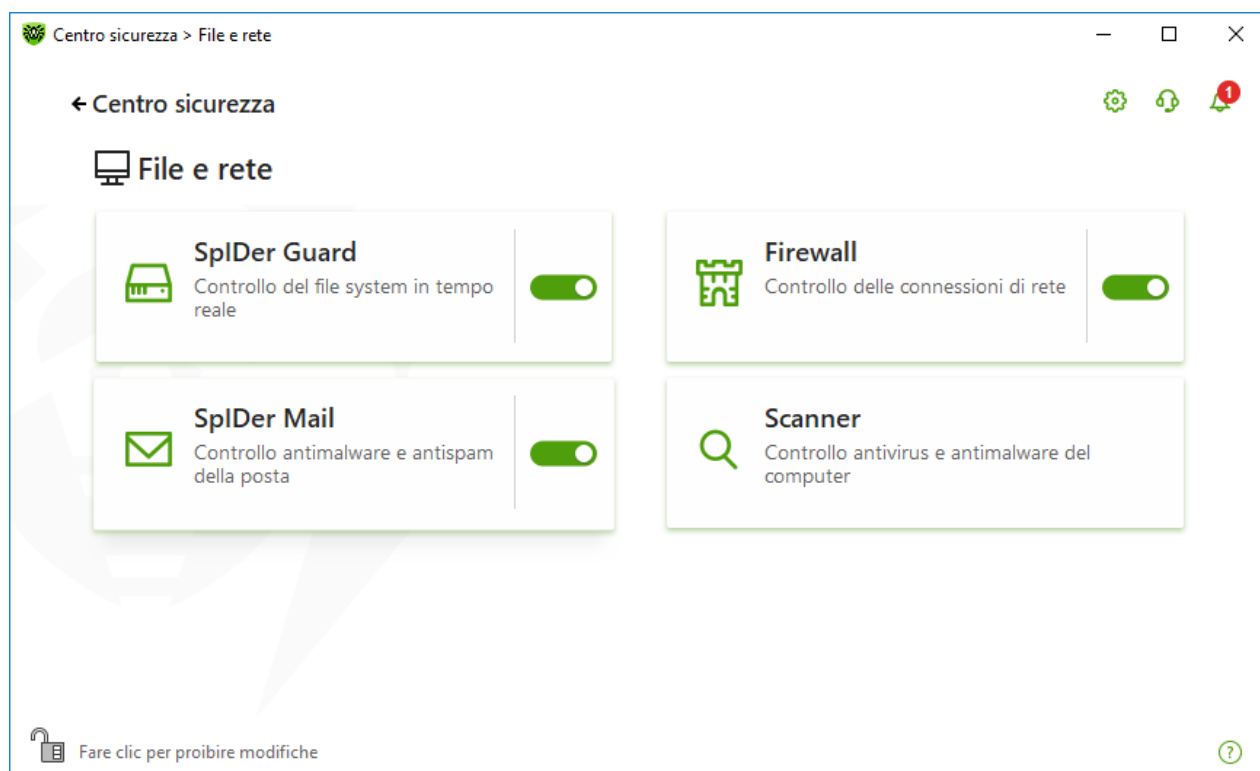 Centro sicurezza > File e rete
Centro sicurezza
1
File e rete
SpIDer Guard
Controllo del file system in tempo
reale
Firewall
Controllo delle connessioni di rete
SpIDer Mail
Controllo antimalware e antispam
della posta
Scanner
Controllo antivirus e antimalware del
computer
Fare clic per proibire modifiche
?